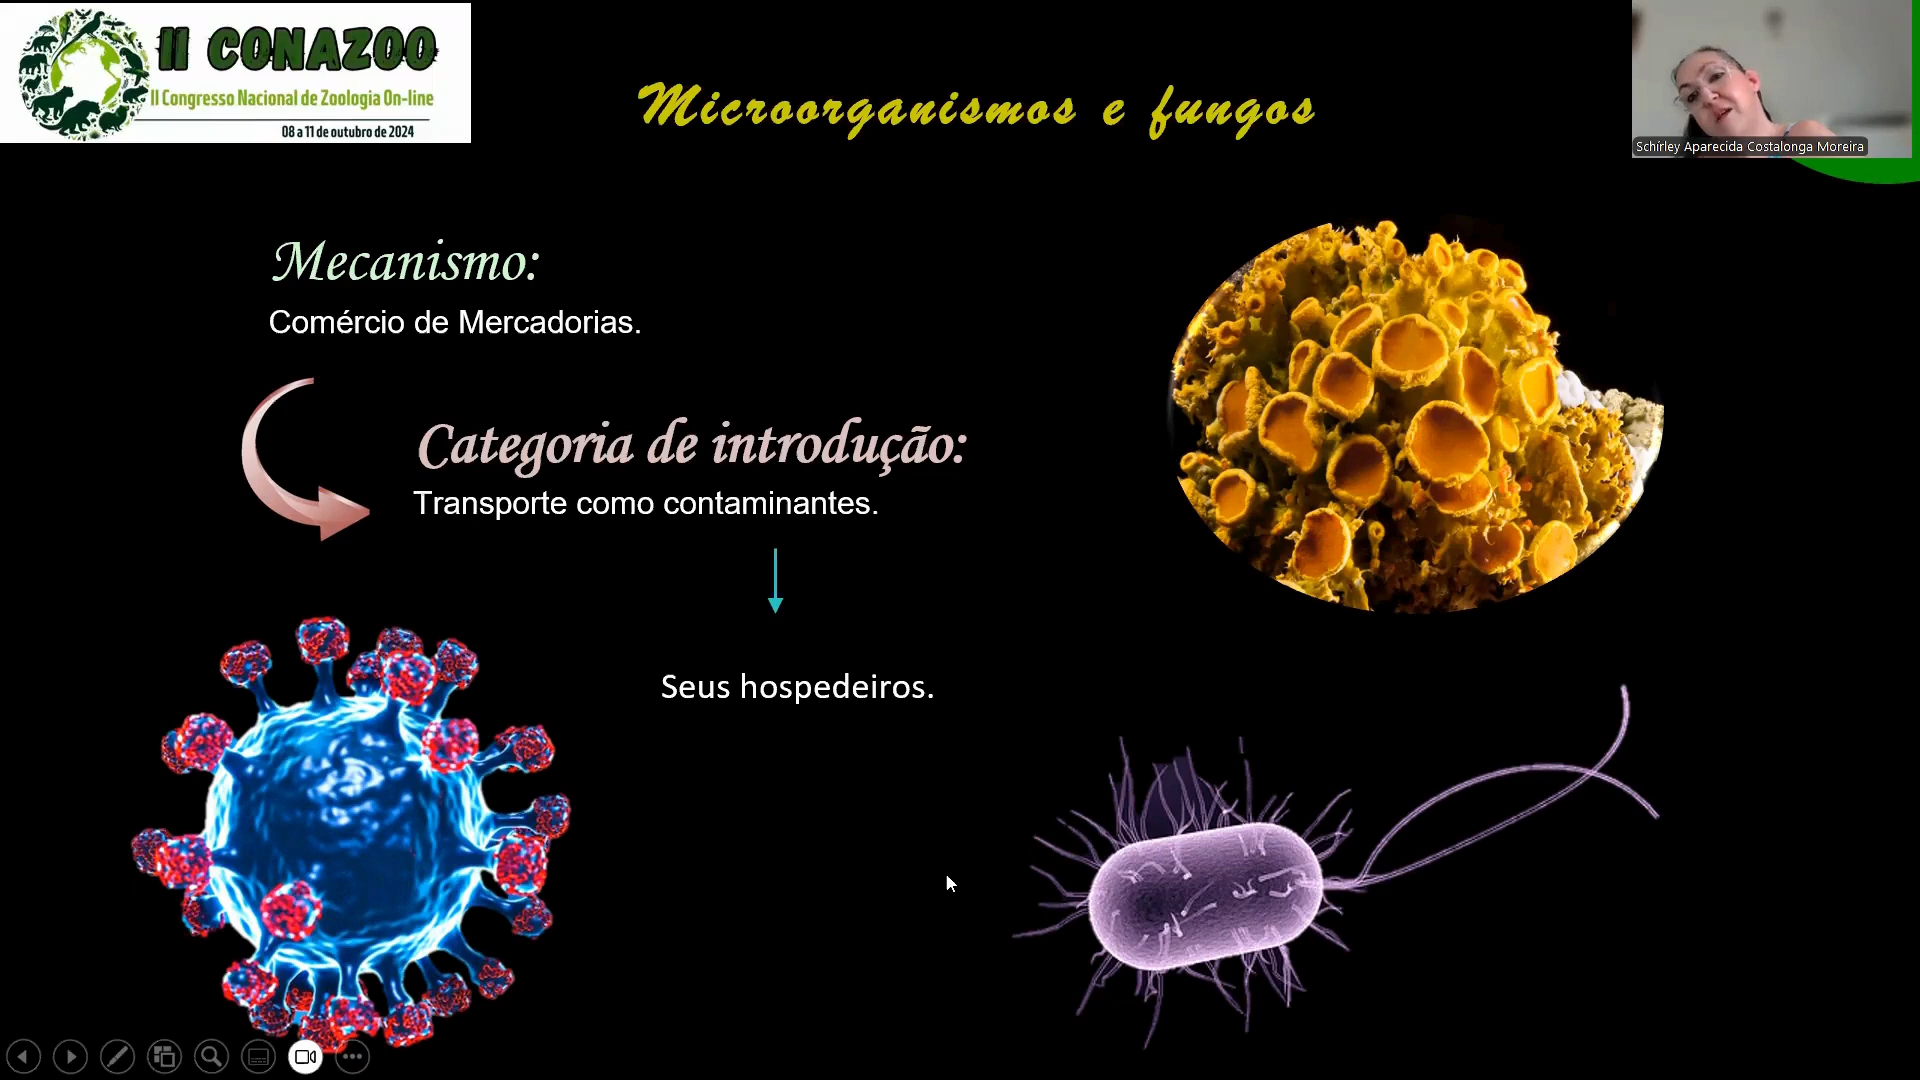 II CONAZOO
II Congresso Nacional de Zoologia On-line
08 a 11 de outubro de 2024
Microorganismos e fungos
Schírley Aparecida Costalonga Moreira
Mecanismo:
Comércio de Mercadorias.
Categoria de introdução:
Transporte como contaminantes.
Seus hospedeiros.